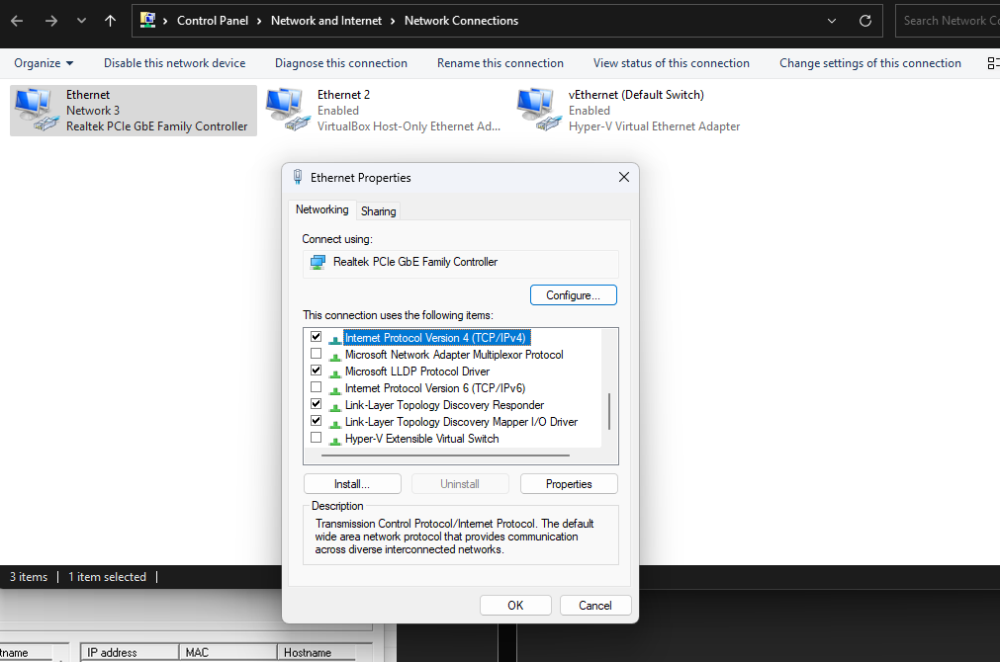 Control Panel > Network and Internet > Network Connections
Search Network Co
Organize
Disable this network device
Diagnose this connection
Rename this connection
View status of this connection
Change settings of this connection
Ethernet
Network 3
Realtek PCIe GbE Family Controller
Ethernet 2
Enabled
VirtualBox Host-Only Ethernet Ad...
vEthernet (Default Switch)
Enabled
Hyper-V Virtual Ethernet Adapter
Ethernet Properties
Networking
Sharing
Connect using:
Realtek PCIe GbE Family Controller
Configure...
This connection uses the following items:
Internet Protocol Version 4 (TCP/IPv4)
Microsoft Network Adapter Multiplexor Protocol
Microsoft LLDP Protocol Driver
Internet Protocol Version 6 (TCP/IPv6)
Link-Layer Topology Discovery Responder
Link-Layer Topology Discovery Mapper I/O Driver
Hyper-V Extensible Virtual Switch
Install...
Uninstall
Properties
Description
Transmission Control Protocol/Internet Protocol. The default
wide area network protocol that provides communication
across diverse interconnected networks.
3 items
1 item selected
OK
Cancel
tname
IP address
MAC
Hostname